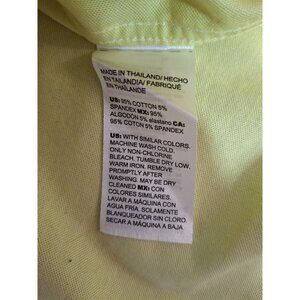 MADE IN THAILAND/ HECHO
EN TAILANDIA/ FABRIQUÉ
EN THAÏLANDE
US: 95% COTTON 5%
SPANDEX MX: 95%
ALGODON 5% elastano CA:
95% COTON 5% SPANDEX
US: WITH SIMILAR COLORS.
MACHINE WASH COLD.
ONLY NON-CHLORINE
BLEACH. TUMBLE DRY LOW.
WARM IRON. REMOVE
PROMPTLY AFTER
WASHING. MAY BE DRY
CLEANED MX: CON
COLORES SIMILARES.
LAVAR A MÁQUINA CON
AGUA FRÍA. SOLAMENTE
BLANQUEADOR SIN CLORO.
SECAR A MÁQUINA A BAJA